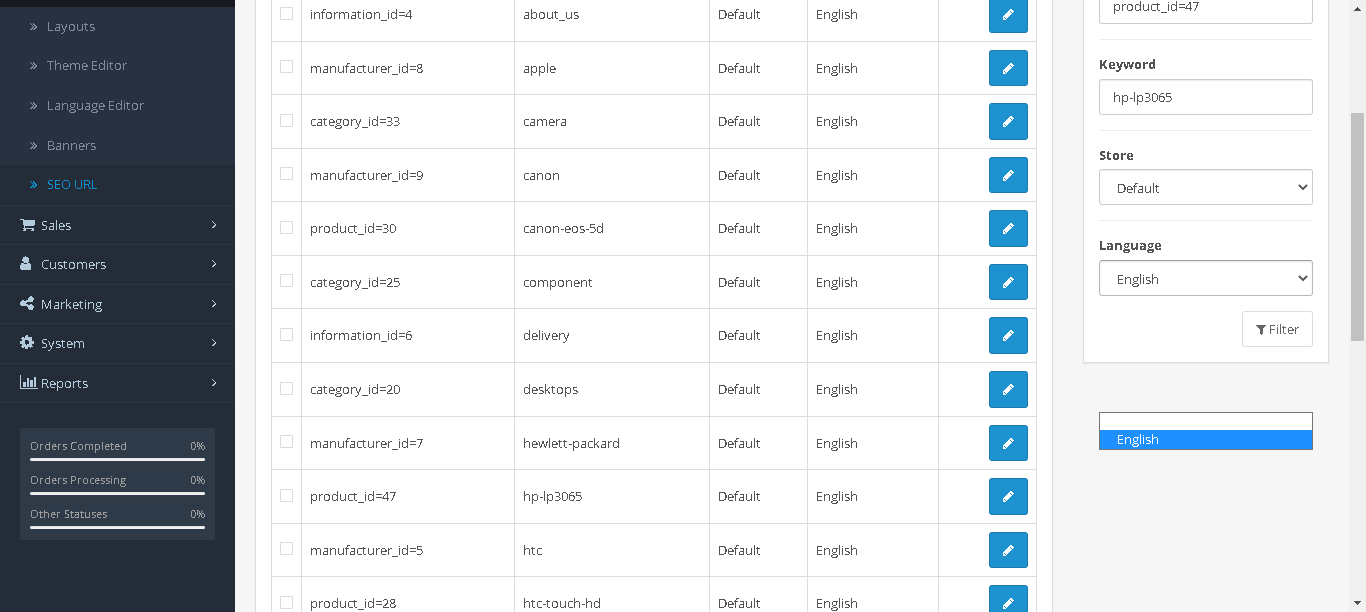 Layouts
Theme Editor
Language Editor
Banners
SEO URL
Sales
Customers
Marketing
System
Reports
Orders Completed 0%
Orders Processing 0%
Other Statuses 0%
information_id=4 about_us Default English
manufacturer_id=8 apple Default English
category_id=33 camera Default English
manufacturer_id=9 canon Default English
product_id=30 canon-eos-5d Default English
category_id=25 component Default English
information_id=6 delivery Default English
category_id=20 desktops Default English
manufacturer_id=7 hewlett-packard Default English
product_id=47 hp-lp3065 Default English
manufacturer_id=5 htc Default English
product_id=28 htc-touch-hd Default English
product_id=47
Keyword
hp-lp3065
Store
Default
Language
English
Filter
English